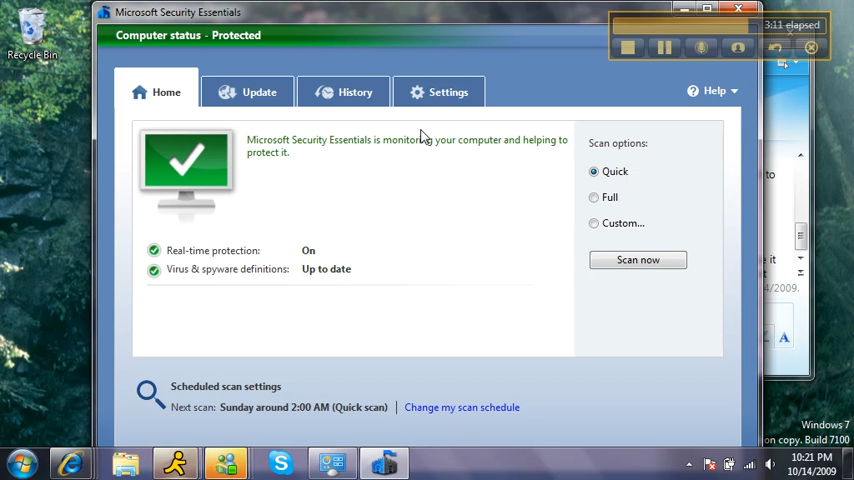 Microsoft Security Essentials
Computer status - Protected
3:11 elapsed
Recycle Bin
Home
Update
History
Settings
Help
Microsoft Security Essentials is monitoring your computer and helping to
protect it.
Scan options:
Quick
Full
Custom...
Scan now
Real-time protection: On
Virus & spyware definitions: Up to date
to
e it
t
/2009.
A
Scheduled scan settings
Next scan: Sunday around 2:00 AM (Quick scan) | Change my scan schedule
Windows 7
on copy. Build 7100
10:21 PM
10/14/2009